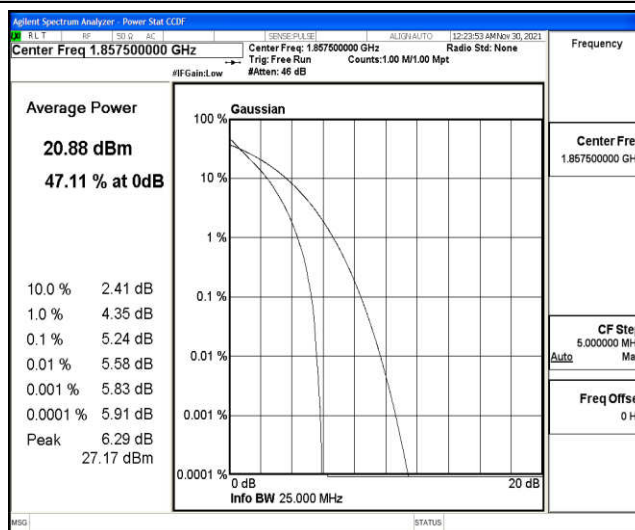 Agilent Spectrum Analyzer - Power Stat CCDF
RLT RF 50 Ω AC SENSE:PULSE ALIGNAUTO 12:23:53 AM Nov 30, 2021
Center Freq 1.857500000 GHz
Center Freq: 1.857500000 GHz Radio Std: None
Trig: Free Run Counts:1.00 M/1.00 Mpt
#IFGain:Low #Atten: 46 dB
Frequency
Average Power
20.88 dBm
47.11 % at 0dB
10.0 % 2.41 dB
1.0 % 4.35 dB
0.1 % 5.24 dB
0.01 % 5.58 dB
0.001 % 5.83 dB
0.0001 % 5.91 dB
Peak 6.29 dB
27.17 dBm
Gaussian
100 %
10 %
1 %
0.1 %
0.01 %
0.001 %
0.0001 %
0 dB 20 dB
Info BW 25.000 MHz
Center Fre
1.857500000 GH
CF Ste
5.000000 MH
Auto Ma
Freq Offse
0 H
MSG STATUS